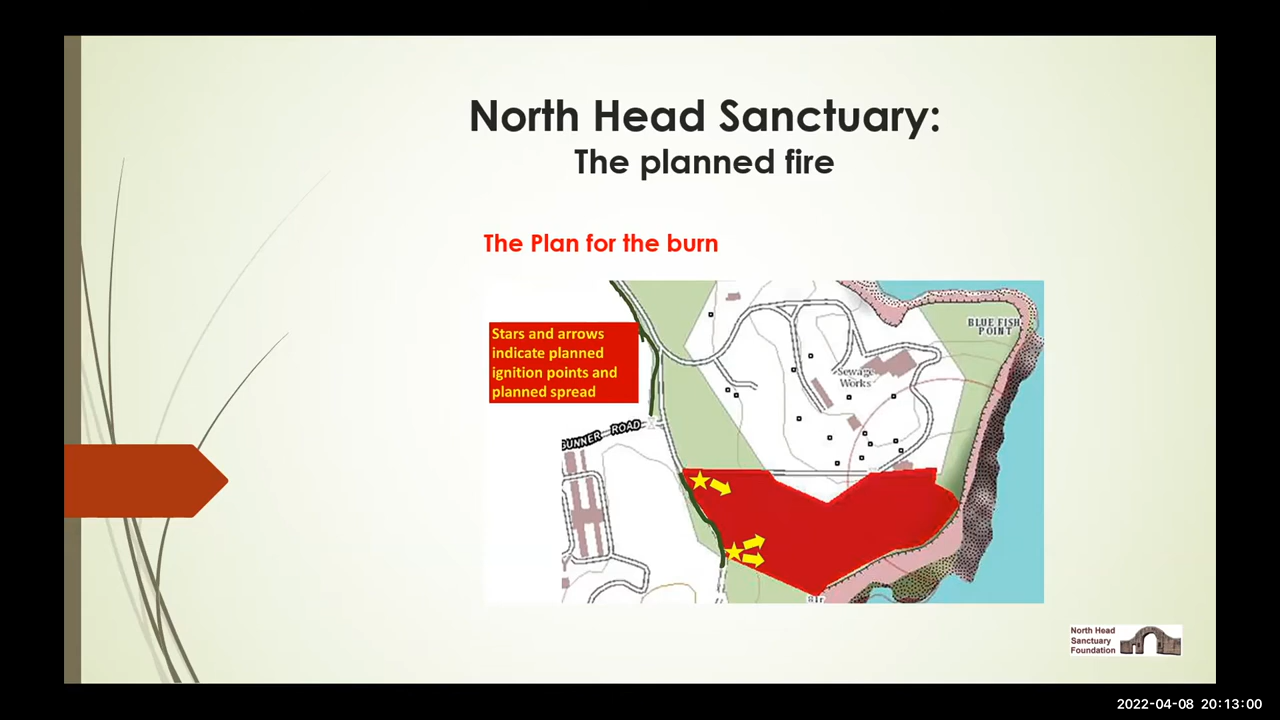 North Head Sanctuary:
The planned fire
The Plan for the burn
Stars and arrows
indicate planned
ignition points and
planned spread
BLUE FISH
POINT
Sewage
Works
GUNNER ROAD
North Head
Sanctuary
Foundation
2022-04-08 20:13:00